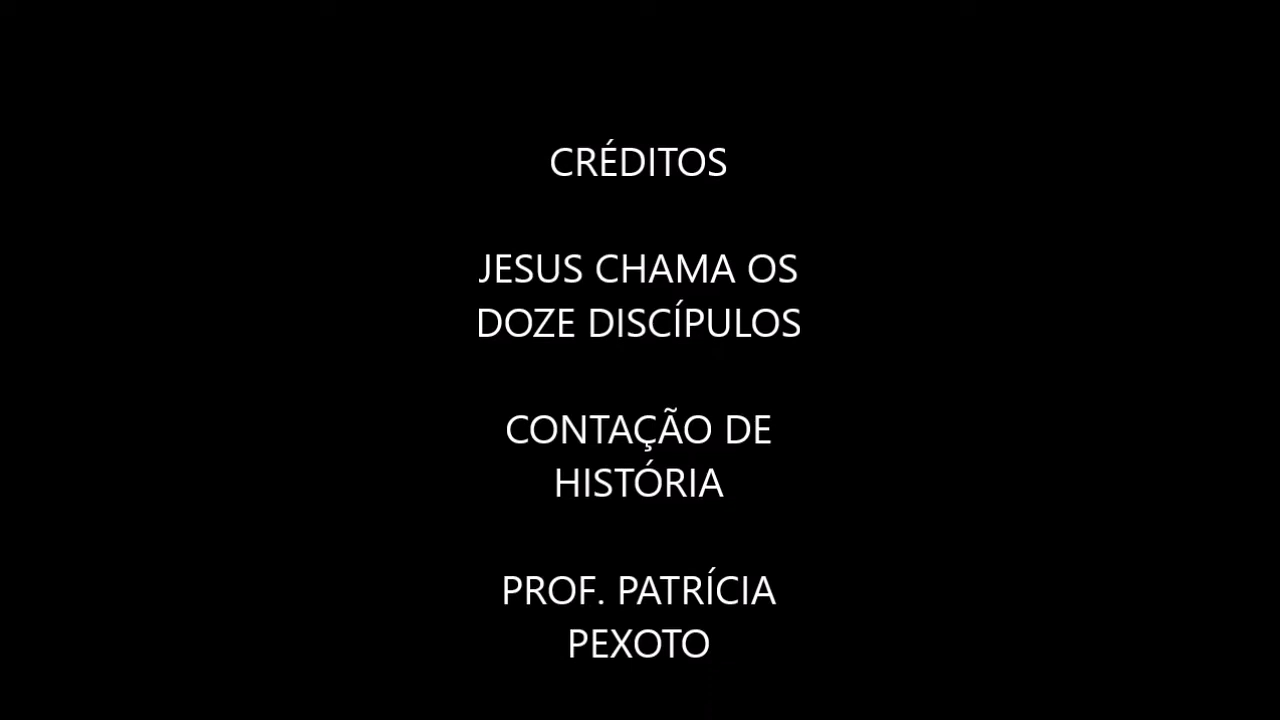 CRÉDITOS
JESUS CHAMA OS
DOZE DISCÍPULOS
CONTAÇÃO DE
HISTÓRIA
PROF. PATRÍCIA
PEXOTO